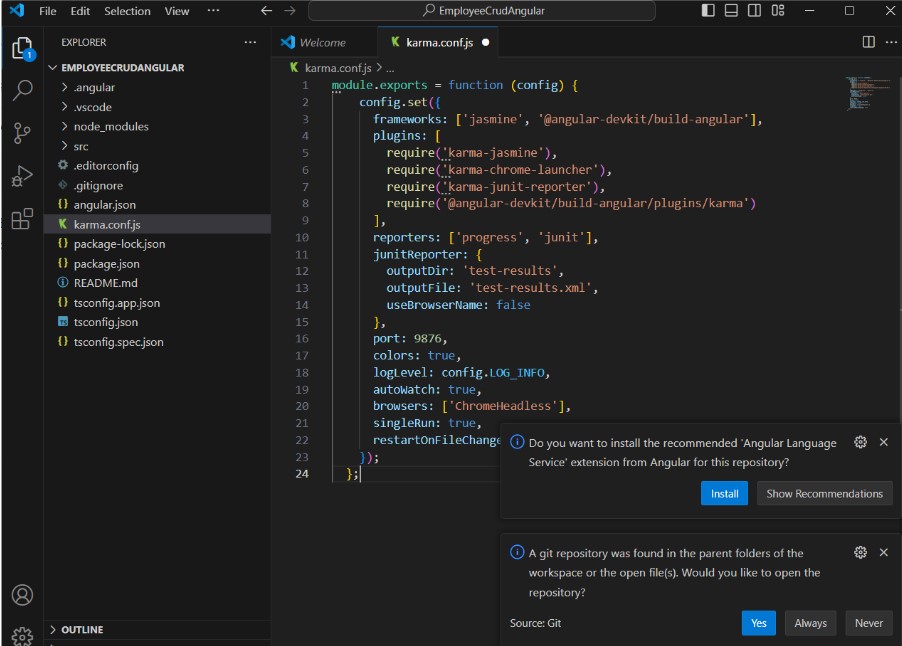 File Edit Selection View ··· EmployeeCrudAngular
EXPLORER ···
1
EMPLOYEECRUDANGULAR
.angular
.vscode
node_modules
src
.editorconfig
.gitignore
angular.json
karma.conf.js
package-lock.json
package.json
README.md
tsconfig.app.json
tsconfig.json
tsconfig.spec.json
OUTLINE
Welcome karma.conf.js
karma.conf.js > ...
1 module.exports = function (config) {
2 config.set({
3 frameworks: ['jasmine', '@angular-devkit/build-angular'],
4 plugins: [
5 require('karma-jasmine'),
6 require('karma-chrome-launcher'),
7 require('karma-junit-reporter'),
8 require('@angular-devkit/build-angular/plugins/karma')
9 ],
10 reporters: ['progress', 'junit'],
11 junitReporter: {
12 outputDir: 'test-results',
13 outputFile: 'test-results.xml',
14 useBrowserName: false
15 },
16 port: 9876,
17 colors: true,
18 logLevel: config.LOG_INFO,
19 autoWatch: true,
20 browsers: ['ChromeHeadless'],
21 singleRun: true,
22 restartOnFileChange
23 });
24 };
Do you want to install the recommended 'Angular Language
Service' extension from Angular for this repository?
Install Show Recommendations
A git repository was found in the parent folders of the
workspace or the open file(s). Would you like to open the
repository?
Source: Git Yes Always Never